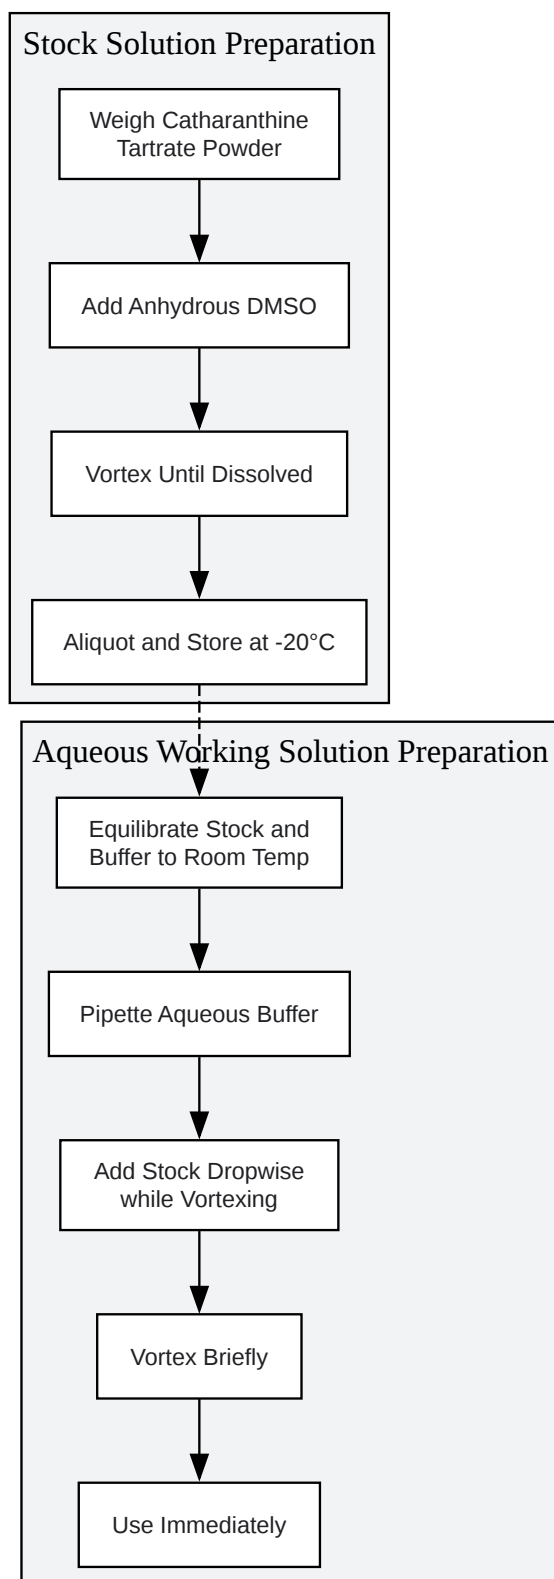 Stock Solution Preparation
Weigh Catharanthine
Tartrate Powder
Add Anhydrous DMSO
Vortex Until Dissolved
Aliquot and Store at -20°C
Aqueous Working Solution Preparation
Equilibrate Stock and
Buffer to Room Temp
Pipette Aqueous Buffer
Add Stock Dropwise
while Vortexing
Vortex Briefly
Use Immediately